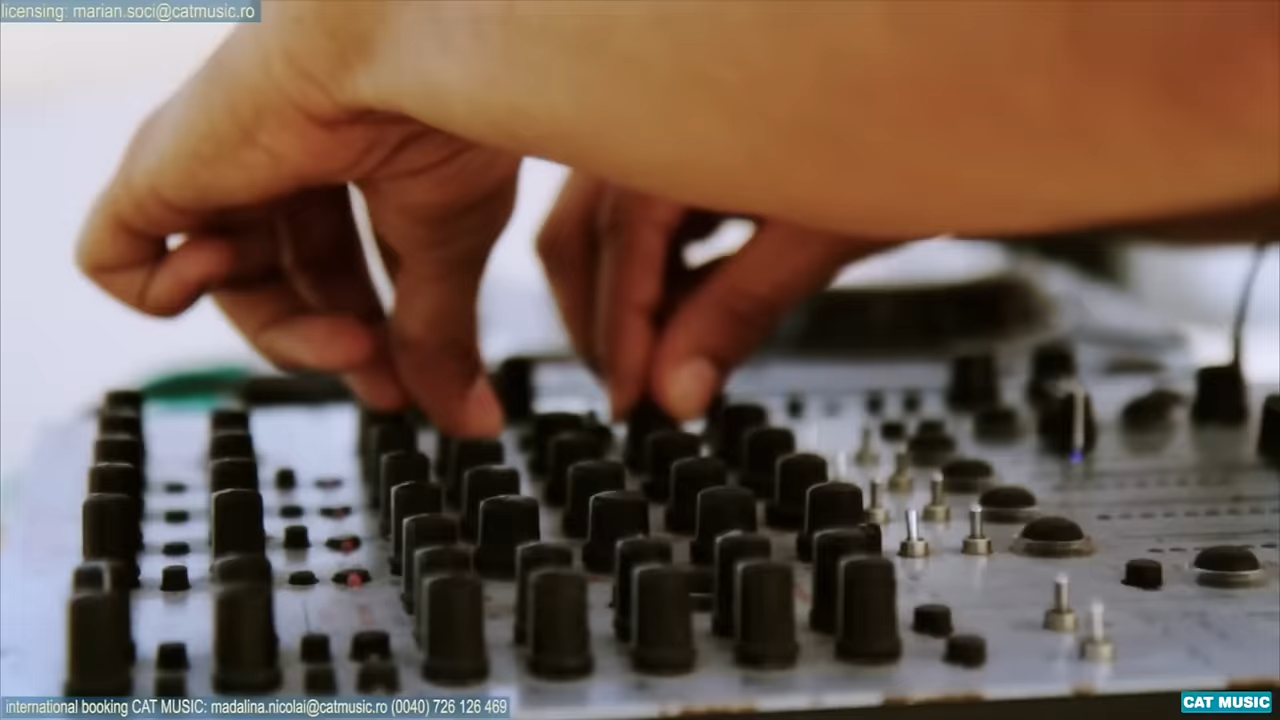 licensing: marian.soci@catmusic.ro
international booking CAT MUSIC: madalina.nicolai@catmusic.ro (0040) 726 126 469
CAT MUSIC